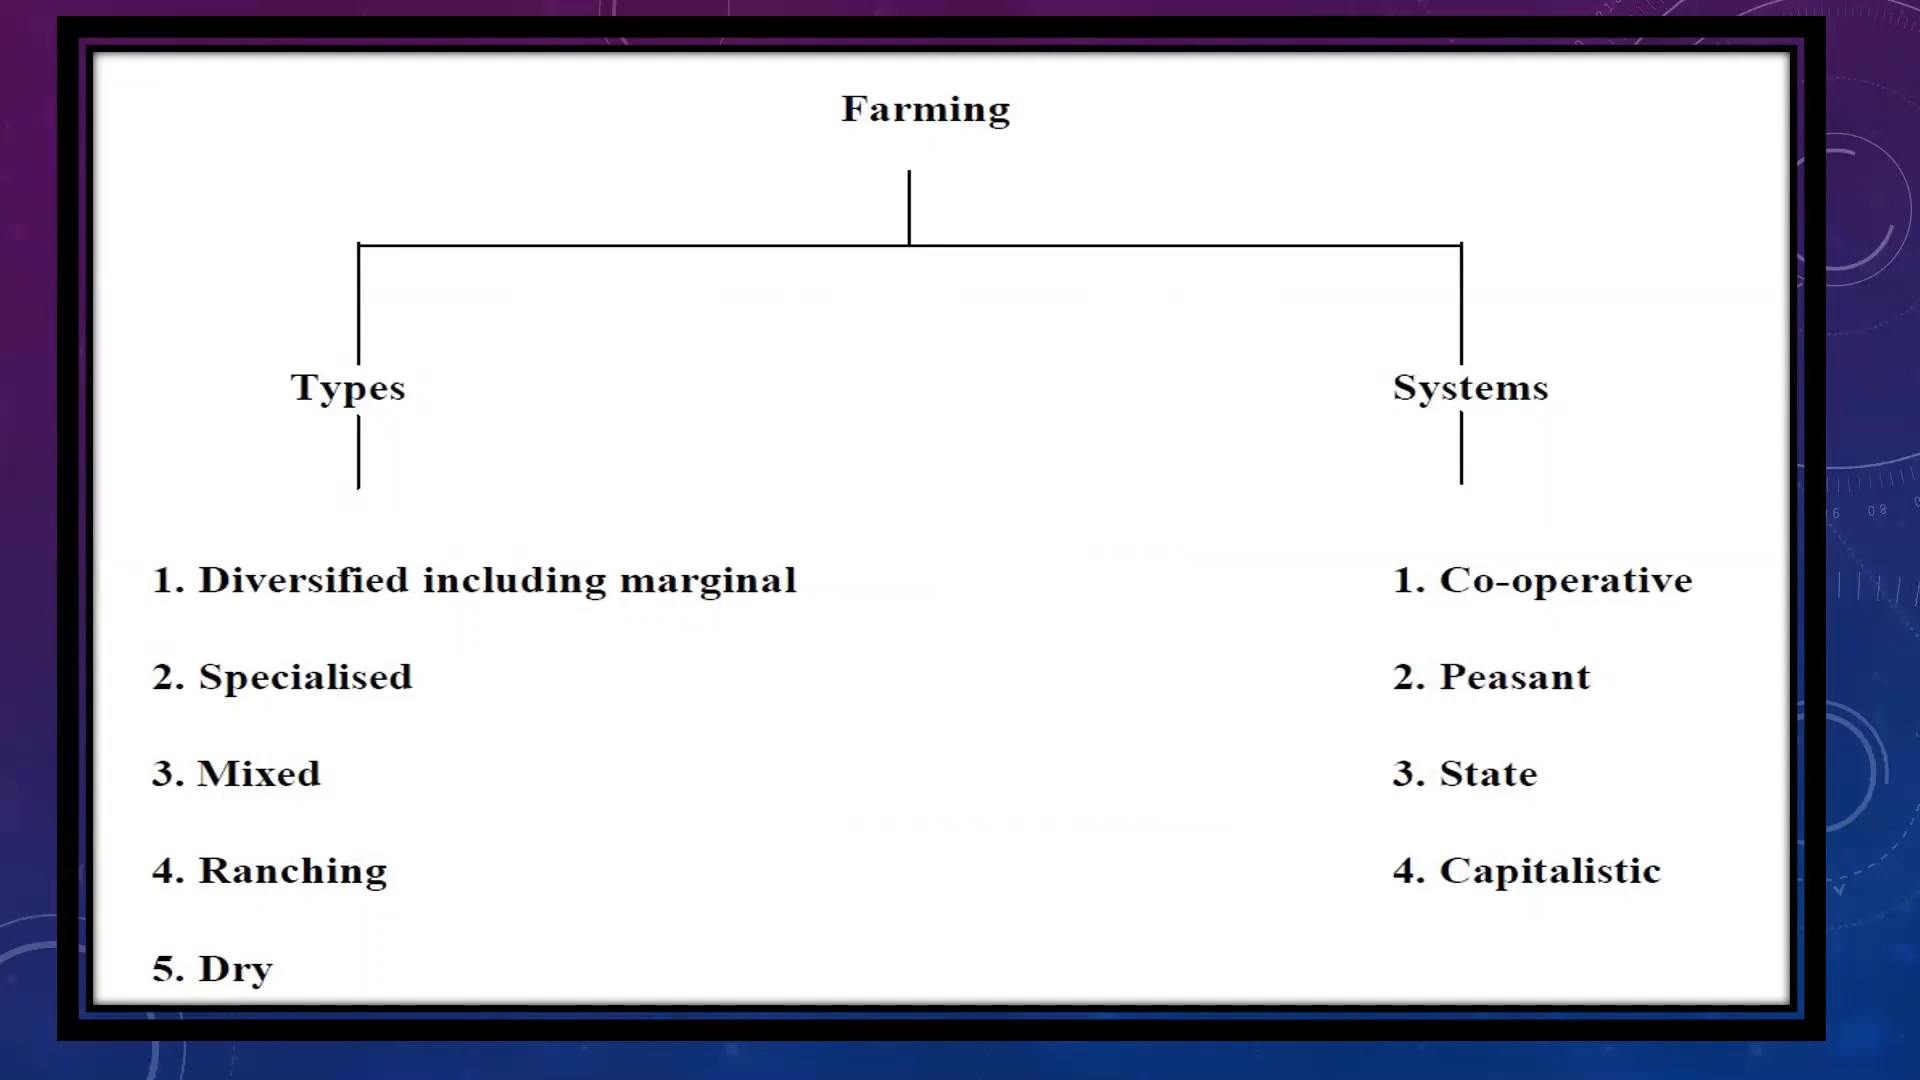 Farming
Types
Systems
1. Diversified including marginal
2. Specialised
3. Mixed
4. Ranching
5. Dry
1. Co-operative
2. Peasant
3. State
4. Capitalistic